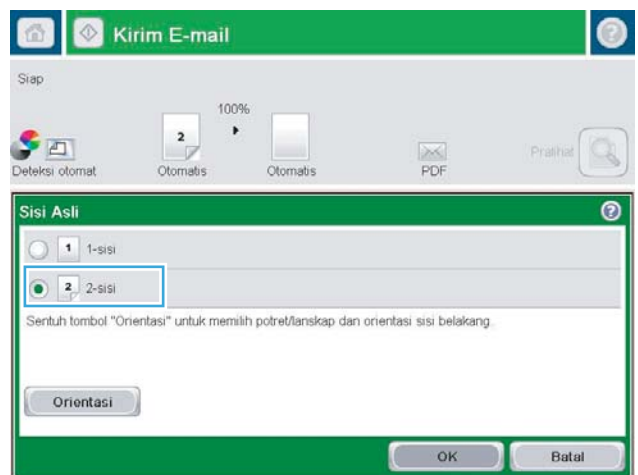 Kirim E-mail
Siap
100%
2
Deteksi otomat
Otomatis
Otomatis
PDF
Pralihat
Sisi Asli
1 1-sisi
2 2-sisi
Sentuh tombol "Orientasi" untuk memilih potret/lanskap dan orientasi sisi belakang.
Orientasi
OK Batal